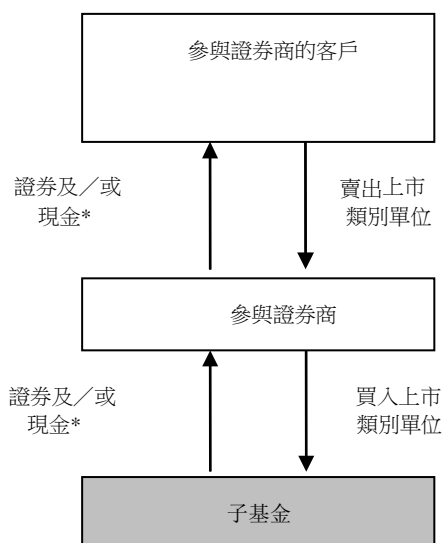 參與證券商的客戶
證券及／或
現金*
賣出上市
類別單位
參與證券商
證券及／或
現金*
買入上市
類別單位
子基金